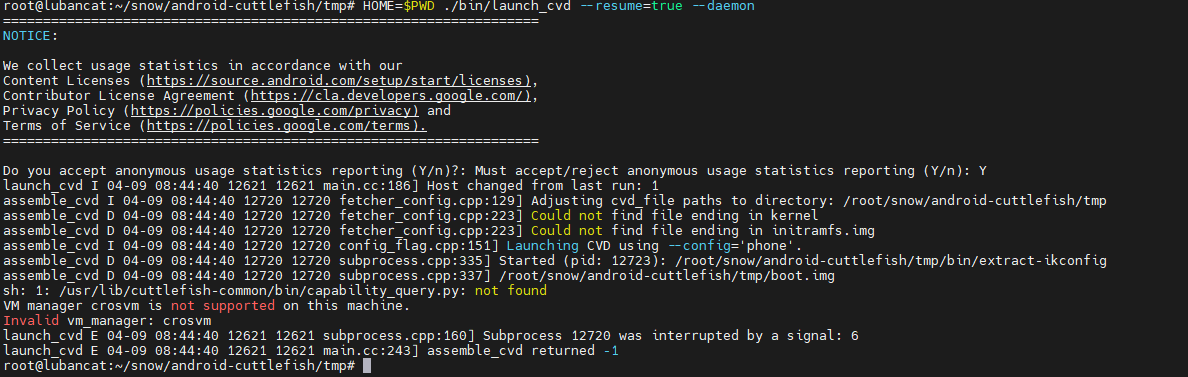 root@lubancat:~/snow/android-cuttlefish/tmp# HOME=$PWD ./bin/launch_cvd --resume=true --daemon
===================================================================
NOTICE:
We collect usage statistics in accordance with our
Content Licenses (https://source.android.com/setup/start/licenses),
Contributor License Agreement (https://cla.developers.google.com/),
Privacy Policy (https://policies.google.com/privacy) and
Terms of Service (https://policies.google.com/terms).
===================================================================
Do you accept anonymous usage statistics reporting (Y/n)?: Must accept/reject anonymous usage statistics reporting (Y/n): Y
launch_cvd I 04-09 08:44:40 12621 12621 main.cc:186] Host changed from last run: 1
assemble_cvd I 04-09 08:44:40 12720 12720 fetcher_config.cpp:129] Adjusting cvd_file paths to directory: /root/snow/android-cuttlefish/tmp
assemble_cvd D 04-09 08:44:40 12720 12720 fetcher_config.cpp:223] Could not find file ending in kernel
assemble_cvd D 04-09 08:44:40 12720 12720 fetcher_config.cpp:223] Could not find file ending in initramfs.img
assemble_cvd I 04-09 08:44:40 12720 12720 config_flag.cpp:151] Launching CVD using --config='phone'.
assemble_cvd D 04-09 08:44:40 12720 12720 subprocess.cpp:335] Started (pid: 12723): /root/snow/android-cuttlefish/tmp/bin/extract-ikconfig
assemble_cvd D 04-09 08:44:40 12720 12720 subprocess.cpp:337] /root/snow/android-cuttlefish/tmp/boot.img
sh: 1: /usr/lib/cuttlefish-common/bin/capability_query.py: not found
VM manager crosvm is not supported on this machine.
Invalid vm_manager: crosvm
launch_cvd E 04-09 08:44:40 12621 12621 subprocess.cpp:160] Subprocess 12720 was interrupted by a signal: 6
launch_cvd E 04-09 08:44:40 12621 12621 main.cc:243] assemble_cvd returned -1
root@lubancat:~/snow/android-cuttlefish/tmp#